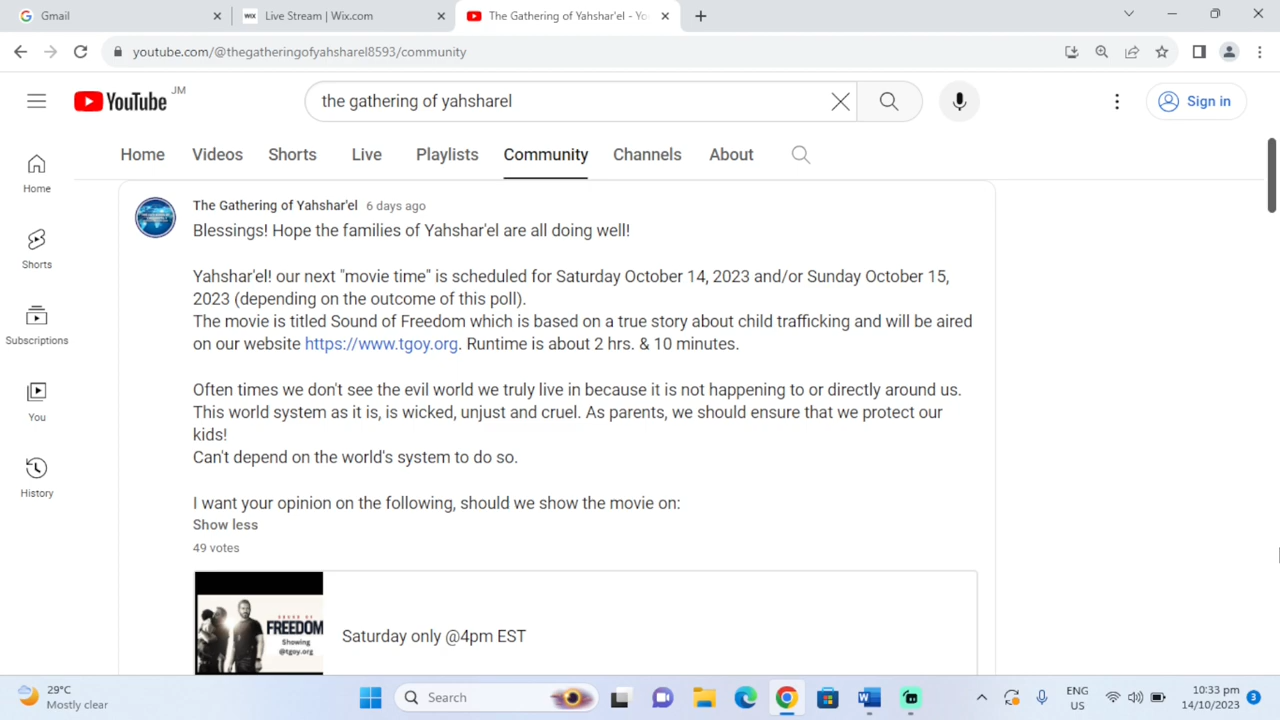 Gmail
WIX Live Stream | Wix.com
The Gathering of Yahshar'el - Yo
youtube.com/@thegatheringofyahsharel8593/community
YouTube JM
the gathering of yahsharel
Sign in
Home Videos Shorts Live Playlists Community Channels About
Home
Shorts
Subscriptions
You
History
The Gathering of Yahshar'el 6 days ago
Blessings! Hope the families of Yahshar'el are all doing well!
Yahshar'el! our next "movie time" is scheduled for Saturday October 14, 2023 and/or Sunday October 15,
2023 (depending on the outcome of this poll).
The movie is titled Sound of Freedom which is based on a true story about child trafficking and will be aired
on our website https://www.tgoy.org. Runtime is about 2 hrs. & 10 minutes.
Often times we don't see the evil world we truly live in because it is not happening to or directly around us.
This world system as it is, is wicked, unjust and cruel. As parents, we should ensure that we protect our
kids!
Can't depend on the world's system to do so.
I want your opinion on the following, should we show the movie on:
Show less
49 votes
SOUND OF
FREEDOM
Showing
@tgoy.org
Saturday only @4pm EST
29°C
Mostly clear
Search
ENG
US
10:33 pm
14/10/2023
3